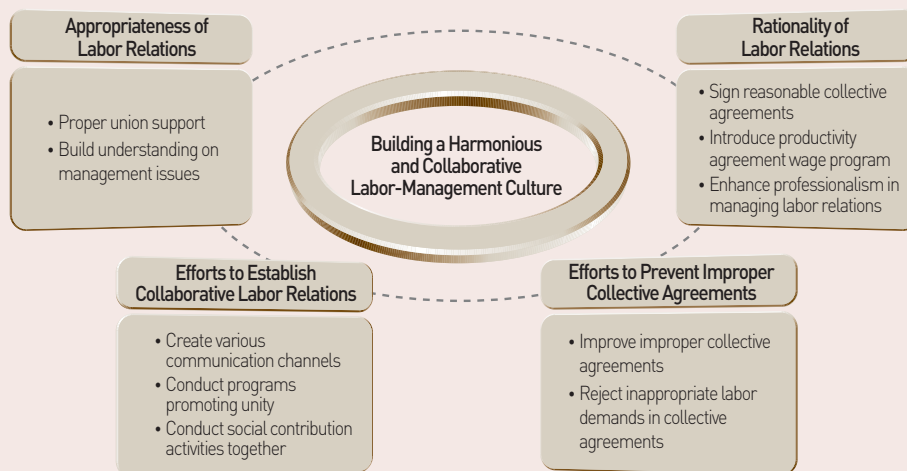 Appropriateness of
Labor Relations
• Proper union support
• Build understanding on
management issues
Building a Harmonious
and Collaborative
Labor-Management Culture
Rationality of
Labor Relations
• Sign reasonable collective
agreements
• Introduce productivity
agreement wage program
• Enhance professionalism in
managing labor relations
Efforts to Establish
Collaborative Labor Relations
• Create various
communication channels
• Conduct programs
promoting unity
• Conduct social contribution
activities together
Efforts to Prevent Improper
Collective Agreements
• Improve improper collective
agreements
• Reject inappropriate labor
demands in collective
agreements